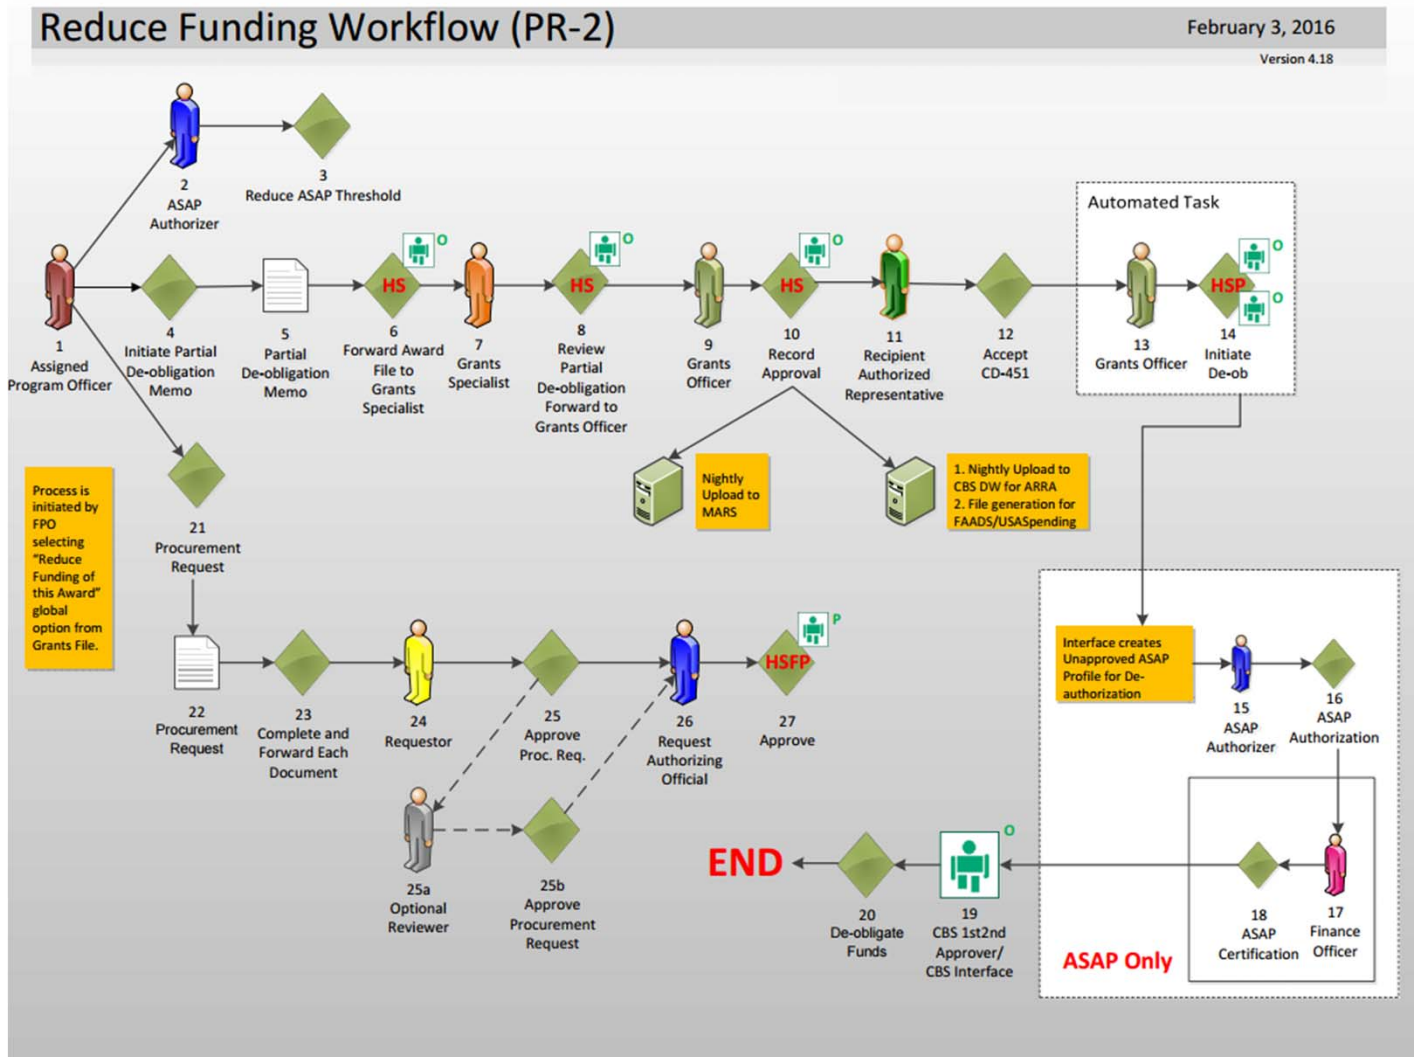 Reduce Funding Workflow (PR-2)
February 3, 2016
Version 4.18
2
ASAP
Authorizer
3
Reduce ASAP Threshold
Automated Task
1
Assigned
Program Officer
4
Initiate Partial
De-obligation
Memo
5
Partial
De-obligation
Memo
HS
O
6
Forward Award
File to
Grants
Specialist
7
Grants
Specialist
HS
O
8
Review
Partial
De-obligation
Forward to
Grants Officer
9
Grants
Officer
HS
O
10
Record
Approval
11
Recipient
Authorized
Representative
12
Accept
CD-451
13
Grants Officer
HSP
O
O
14
Initiate
De-ob
Nightly
Upload to
MARS
1. Nightly Upload to
CBS DW for ARRA
2. File generation for
FAADS/USASpending
Process is
initiated by
FPO
selecting
"Reduce
Funding of
this Award"
global
option from
Grants File.
21
Procurement
Request
22
Procurement
Request
23
Complete and
Forward Each
Document
24
Requestor
25
Approve
Proc. Req.
26
Request
Authorizing
Official
HSFP
P
27
Approve
25a
Optional
Reviewer
25b
Approve
Procurement
Request
Interface creates
Unapproved ASAP
Profile for De-
authorization
15
ASAP
Authorizer
16
ASAP
Authorization
17
Finance
Officer
18
ASAP
Certification
ASAP Only
O
19
CBS 1st2nd
Approver/
CBS Interface
20
De-obligate
Funds
END